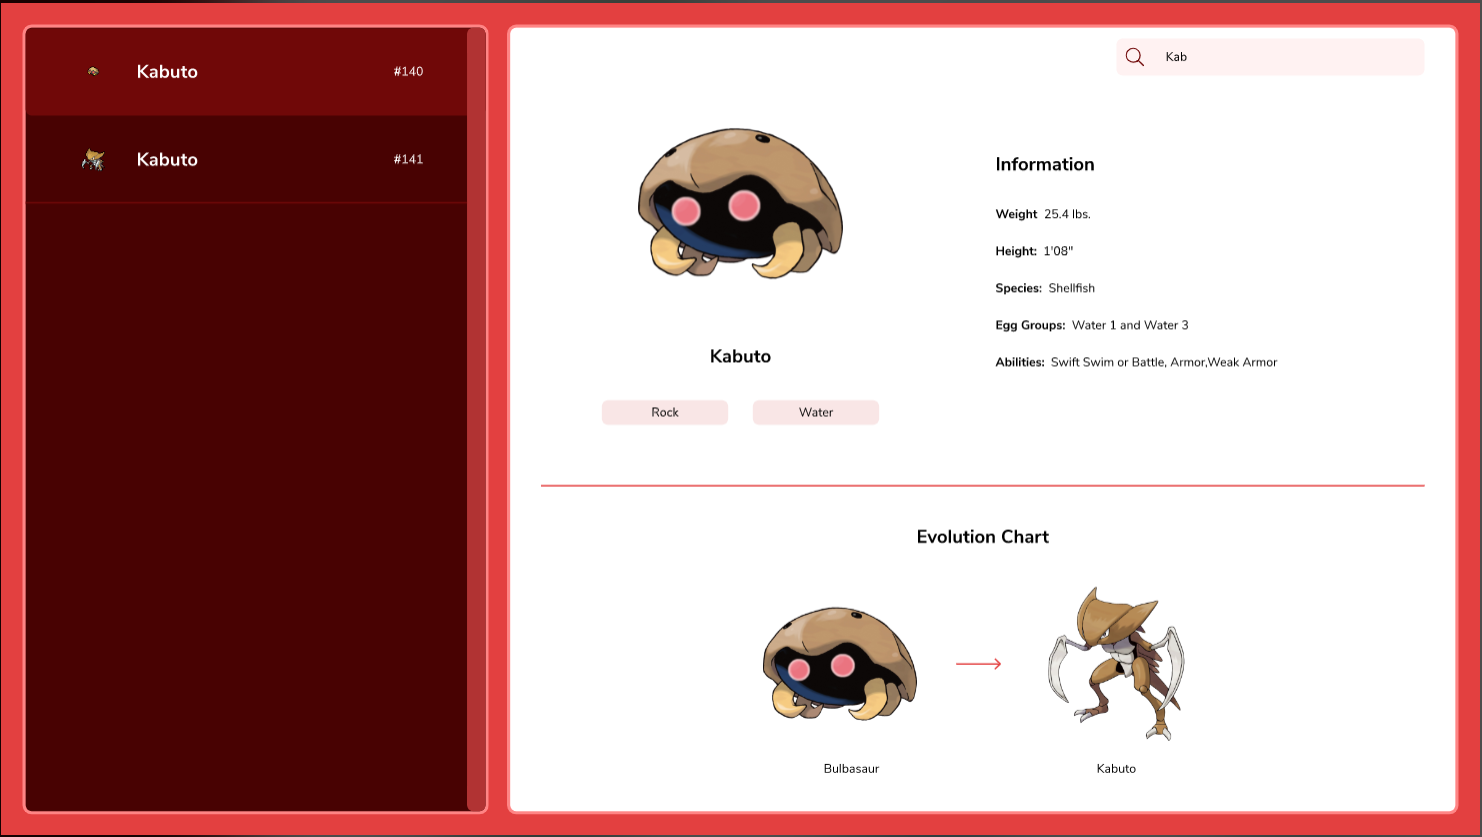 Kabuto #140
Kabuto #141
Kab
Kabuto
Rock Water
Information
Weight 25.4 lbs.
Height: 1'08"
Species: Shellfish
Egg Groups: Water 1 and Water 3
Abilities: Swift Swim or Battle, Armor,Weak Armor
Evolution Chart
Bulbasaur Kabuto